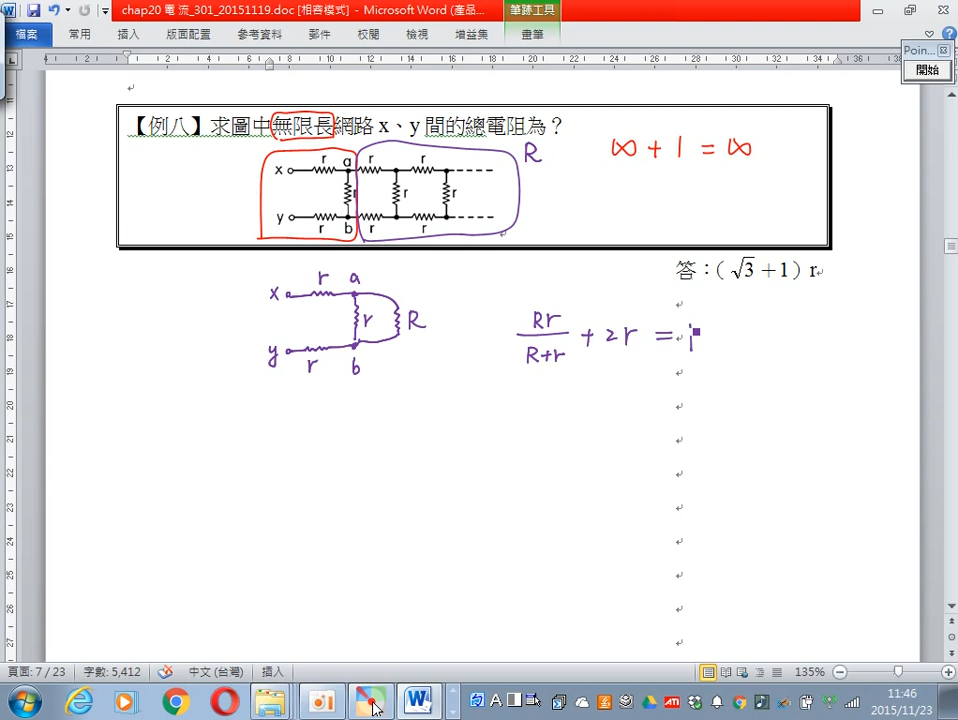 chap20 電 流_301_20151119.doc [相容模式] - Microsoft Word (產品...
筆跡工具
檔案 常用 插入 版面配置 參考資料 郵件 校閱 檢視 增益集 畫筆
Poin...
開始
【例八】求圖中無限長網路 x、y 間的總電阻為？
∞ + 1 = ∞
R
x r a r r
r r r
y r b r r
答：( √3 +1 ) r
x r a
r R
y r b
Rr/(R+r) + 2r =
頁面: 7 / 23 字數: 5,412 中文 (台灣) 插入 135%
11:46
2015/11/23